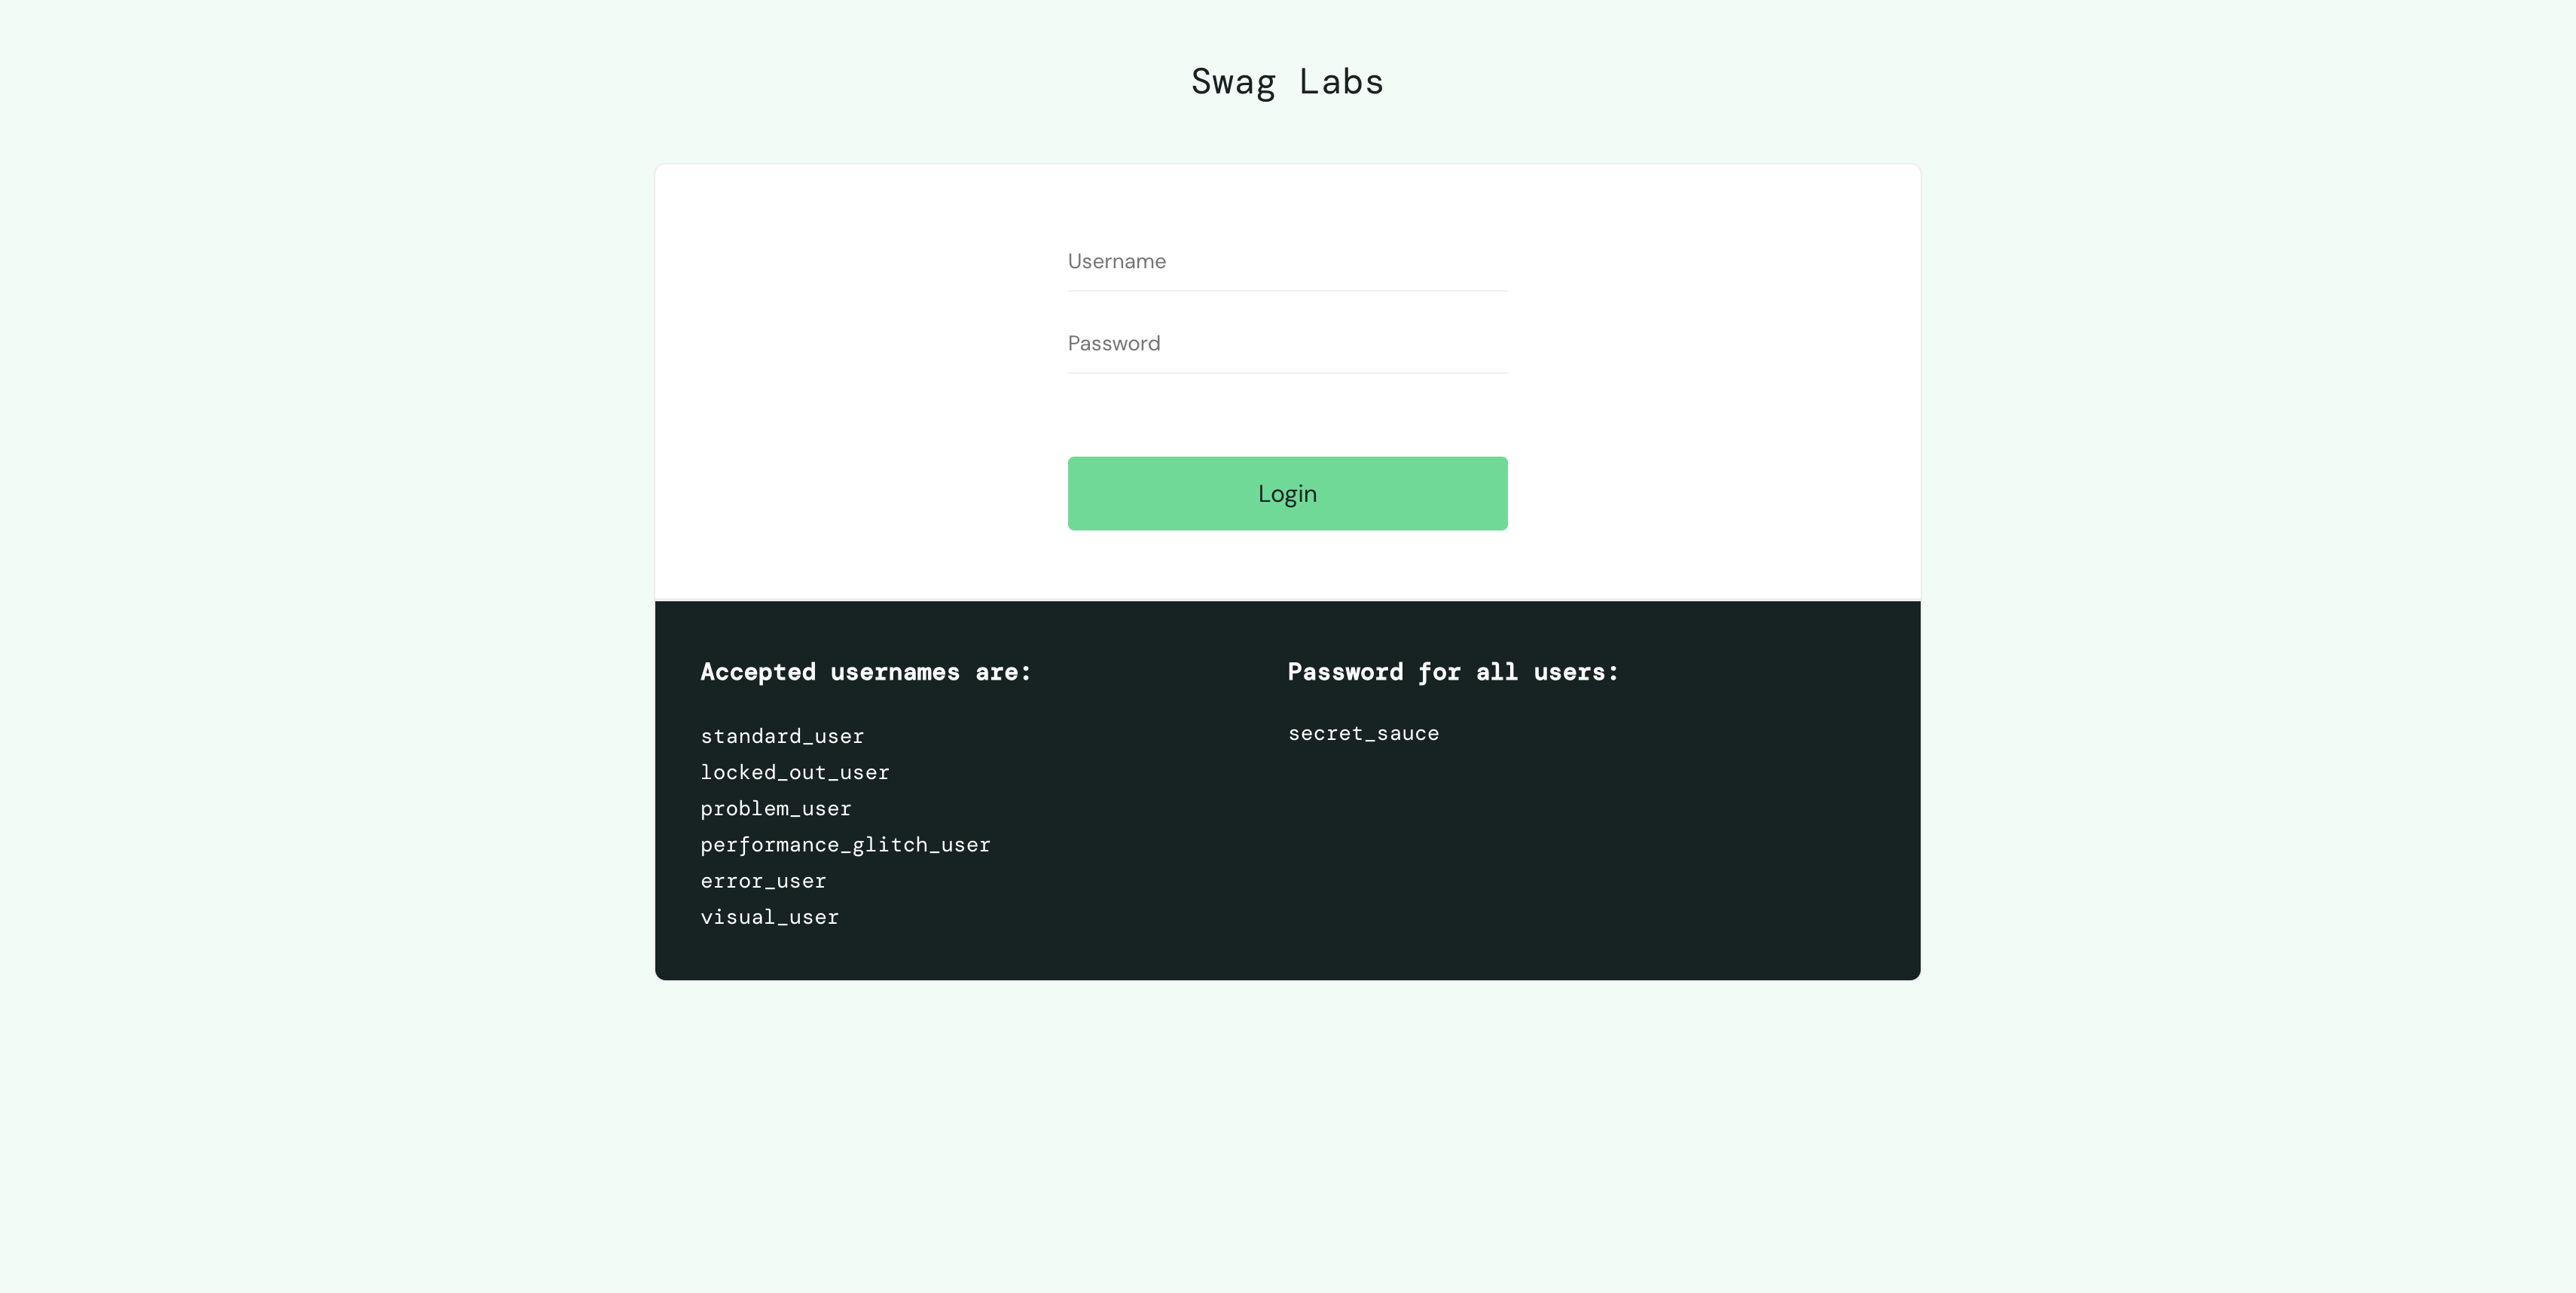 Swag Labs
Username
Password
Login
Accepted usernames are:
standard_user
locked_out_user
problem_user
performance_glitch_user
error_user
visual_user
Password for all users:
secret_sauce